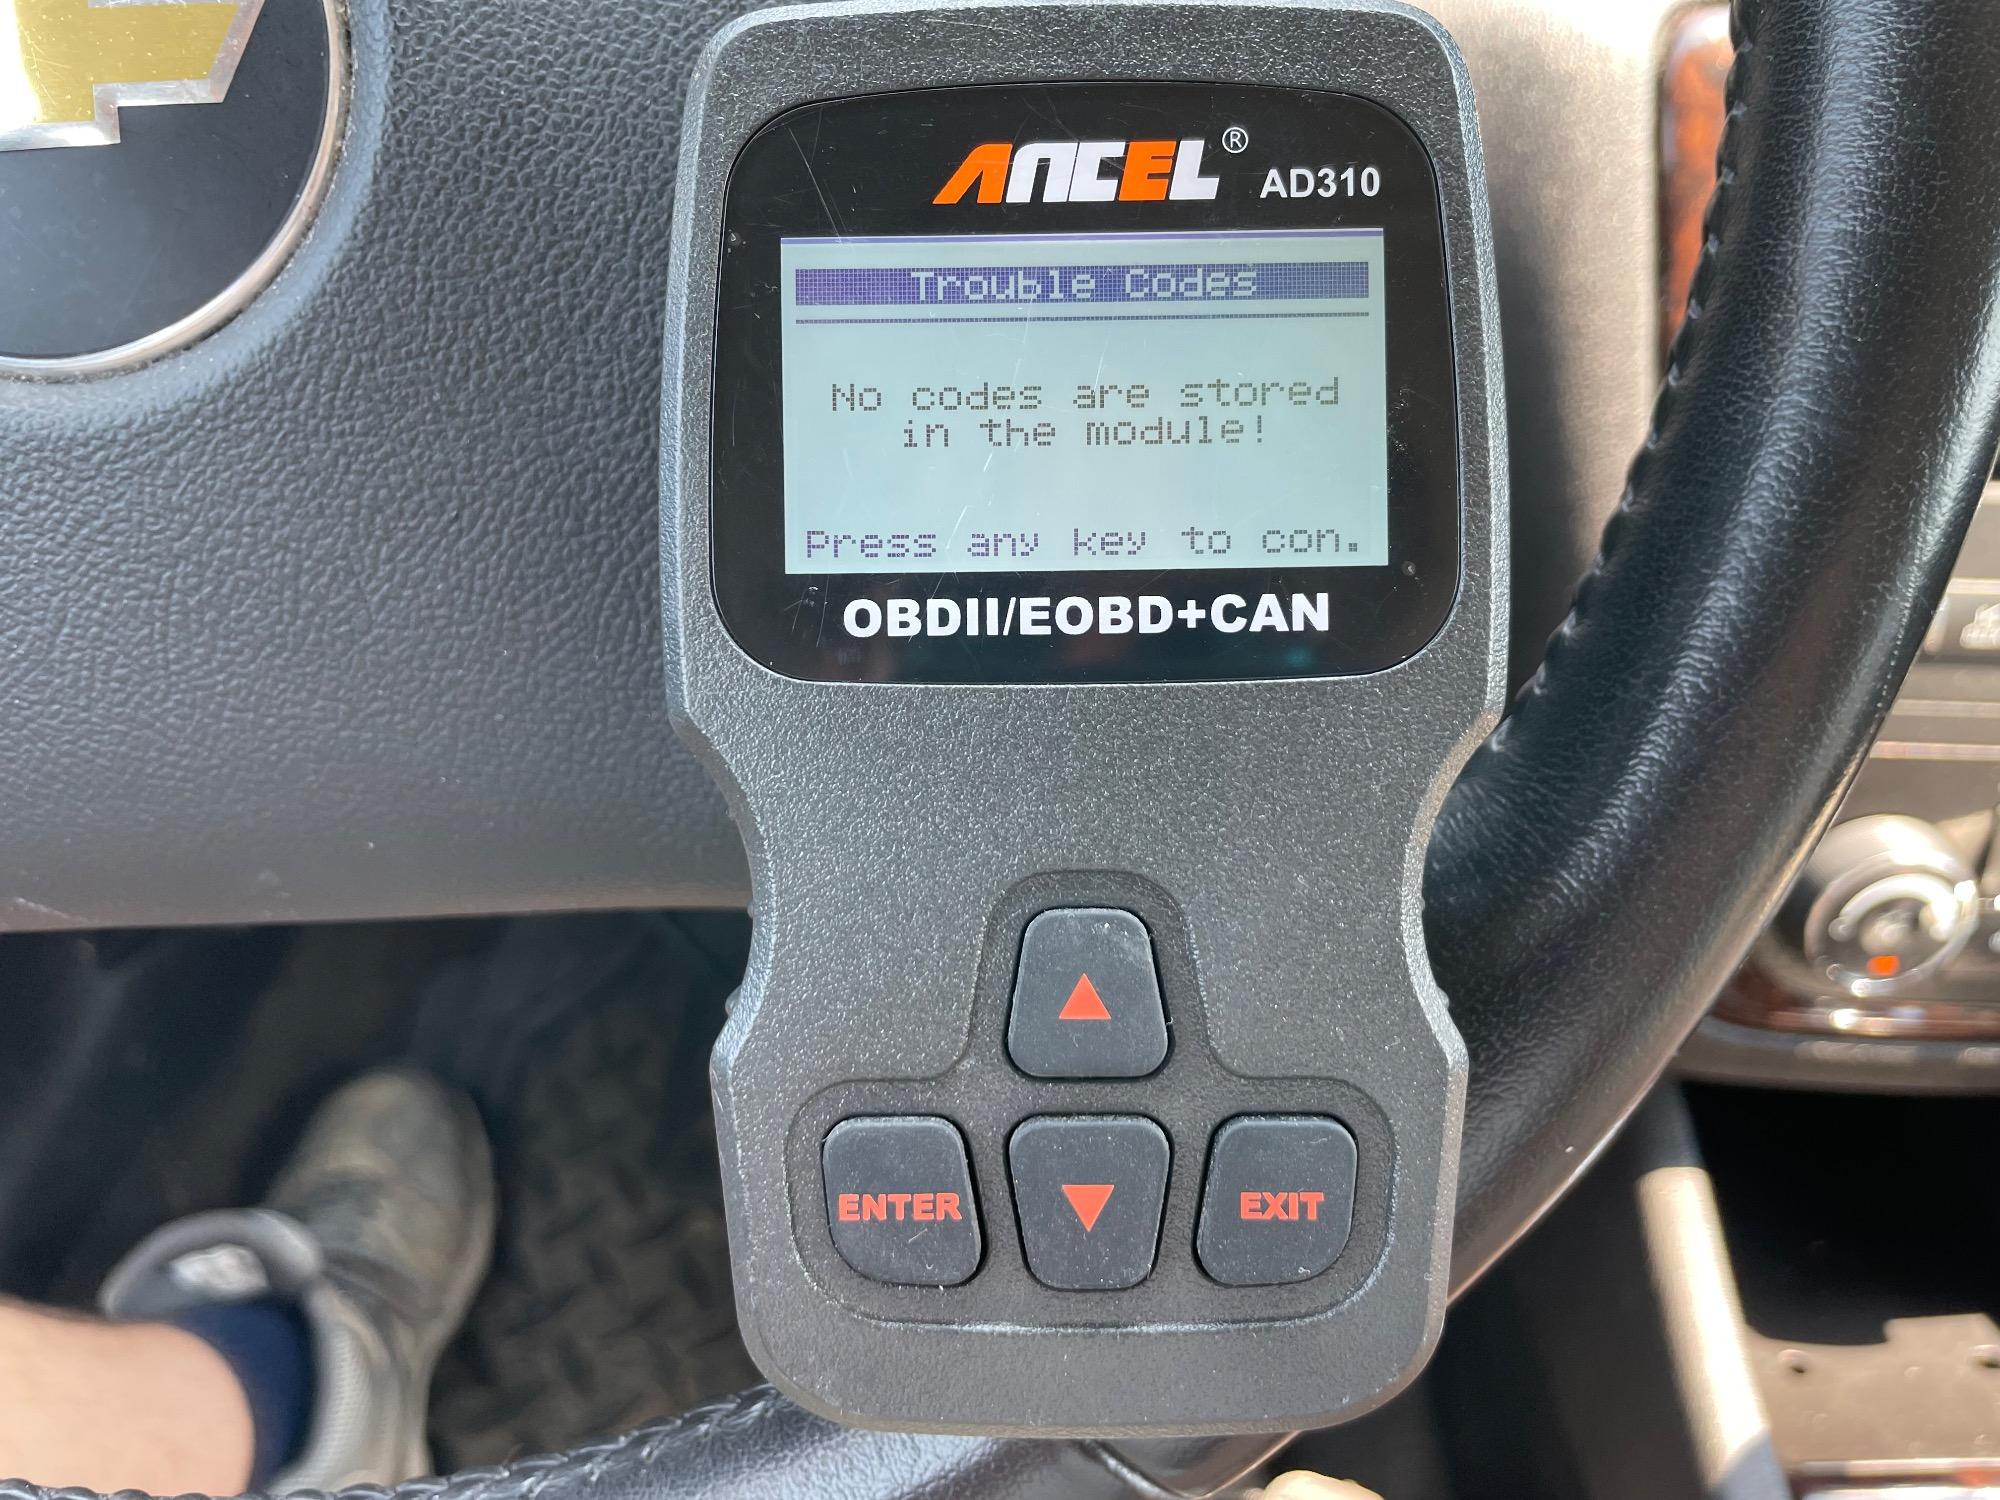 ANCEL® AD310
Trouble Codes
No codes are stored
in the module!
Press any key to con.
OBDII/EOBD+CAN
ENTER
EXIT